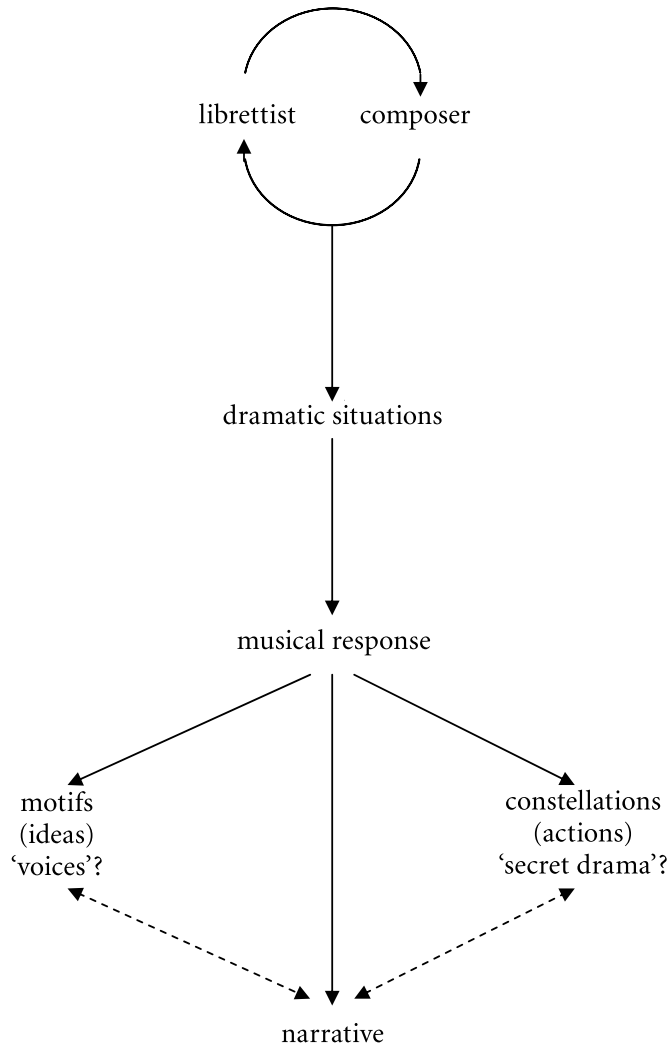 librettist composer
dramatic situations
musical response
motifs
(ideas)
‘voices’?
constellations
(actions)
‘secret drama’?
narrative